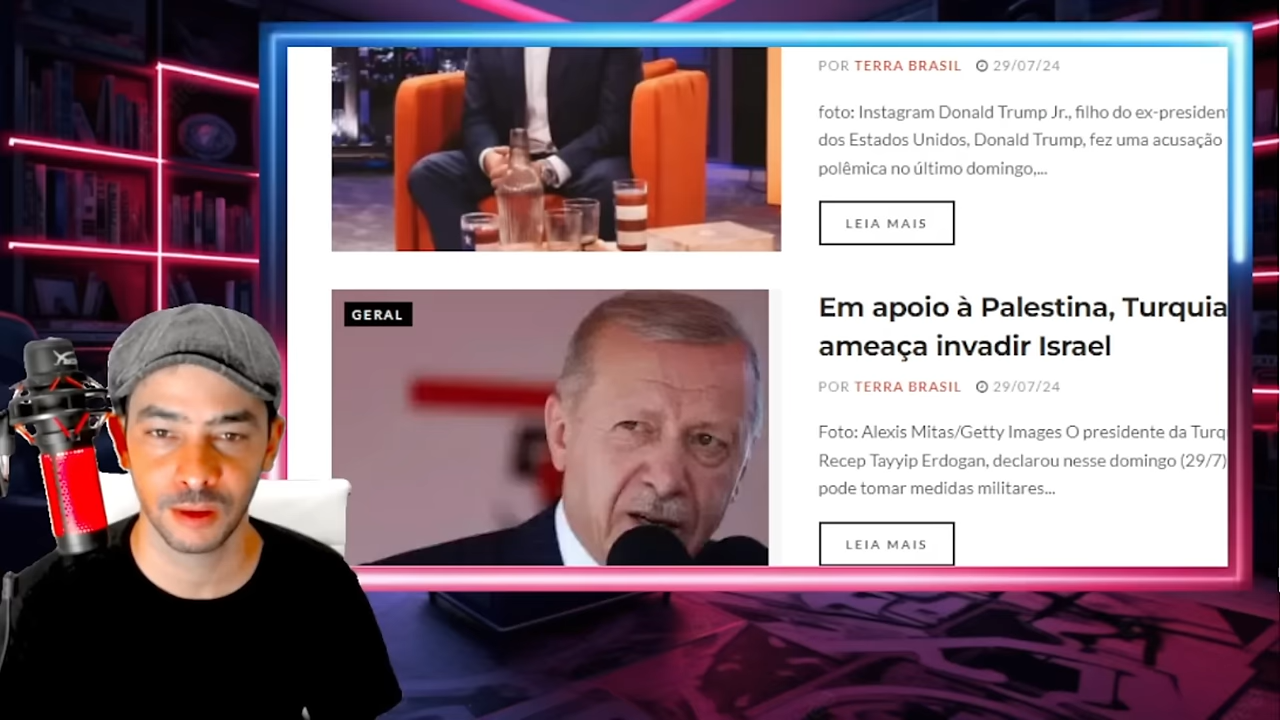 POR TERRA BRASIL 29/07/24
foto: Instagram Donald Trump Jr., filho do ex-president
dos Estados Unidos, Donald Trump, fez uma acusação
polêmica no último domingo,...
LEIA MAIS
GERAL
Em apoio à Palestina, Turquia
ameaça invadir Israel
POR TERRA BRASIL 29/07/24
Foto: Alexis Mitas/Getty Images O presidente da Turq
Recep Tayyip Erdogan, declarou nesse domingo (29/7)
pode tomar medidas militares...
LEIA MAIS